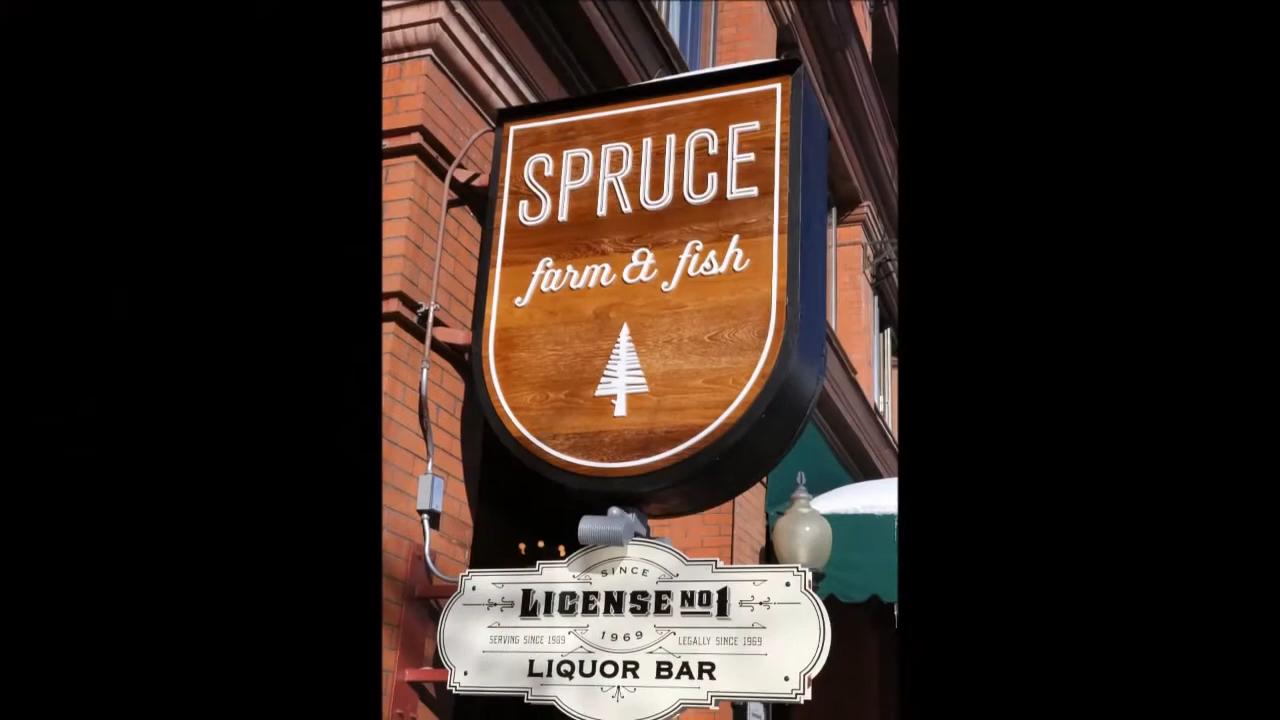 SPRUCE
farm & fish
SINCE
LICENSE NO1
1969
SERVING SINCE 1909
LEGALLY SINCE 1969
LIQUOR BAR